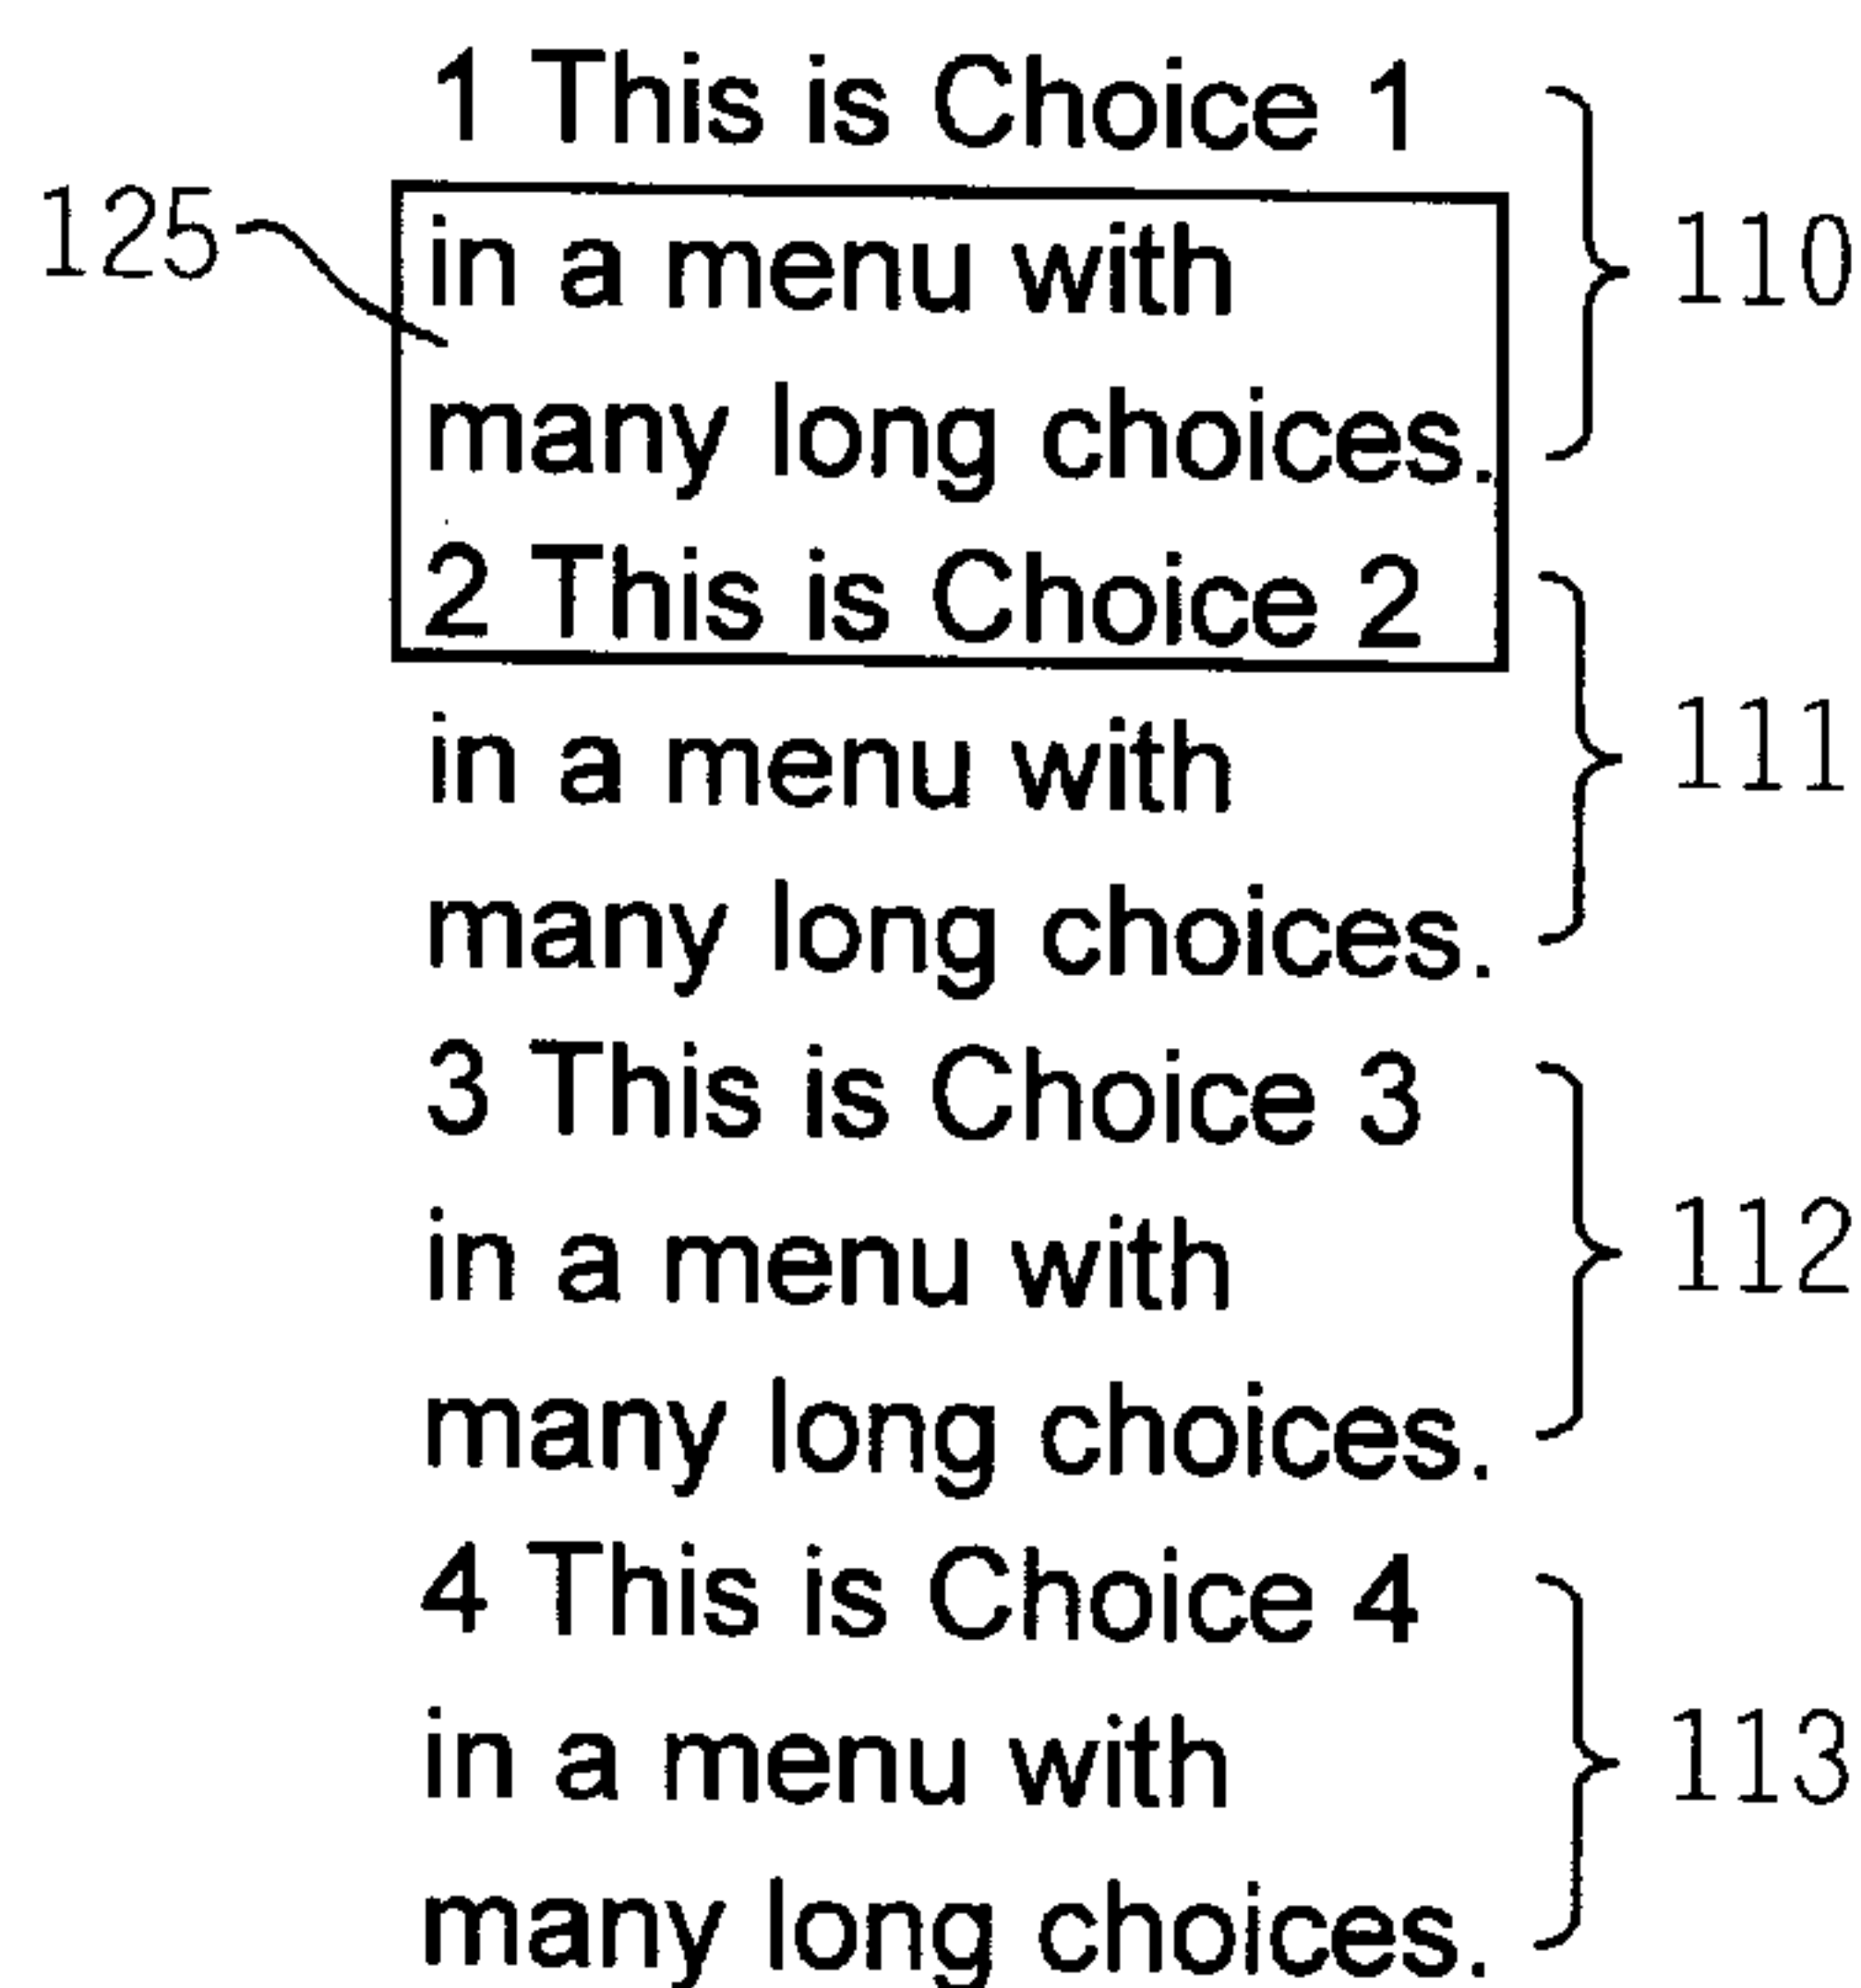 1 This is Choice 1
125
in a menu with
110
many long choices.
2 This is Choice 2
in a menu with
111
many long choices.
3 This is Choice 3
in a menu with
112
many long choices.
4 This is Choice 4
in a menu with
113
many long choices.